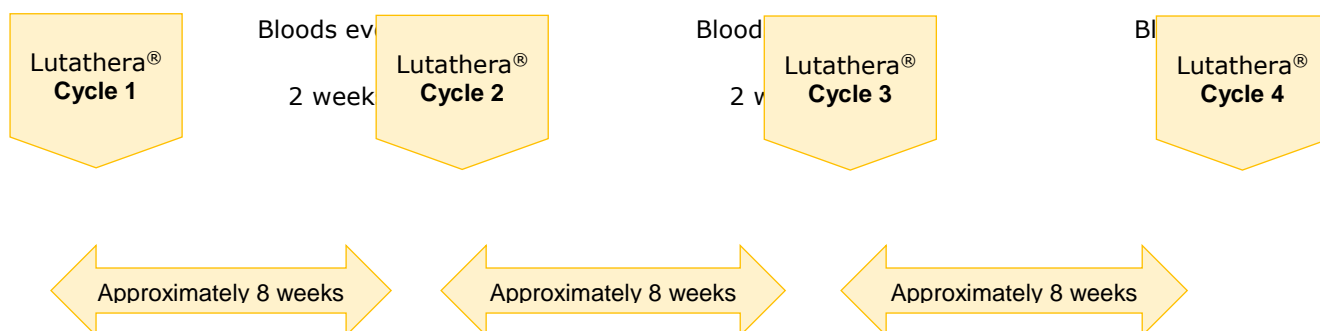 Bloods ev
Blood
Bl
Lutathera®
Cycle 1
2 week
Lutathera®
Cycle 2
2 w
Lutathera®
Cycle 3
Lutathera®
Cycle 4
Approximately 8 weeks
Approximately 8 weeks
Approximately 8 weeks